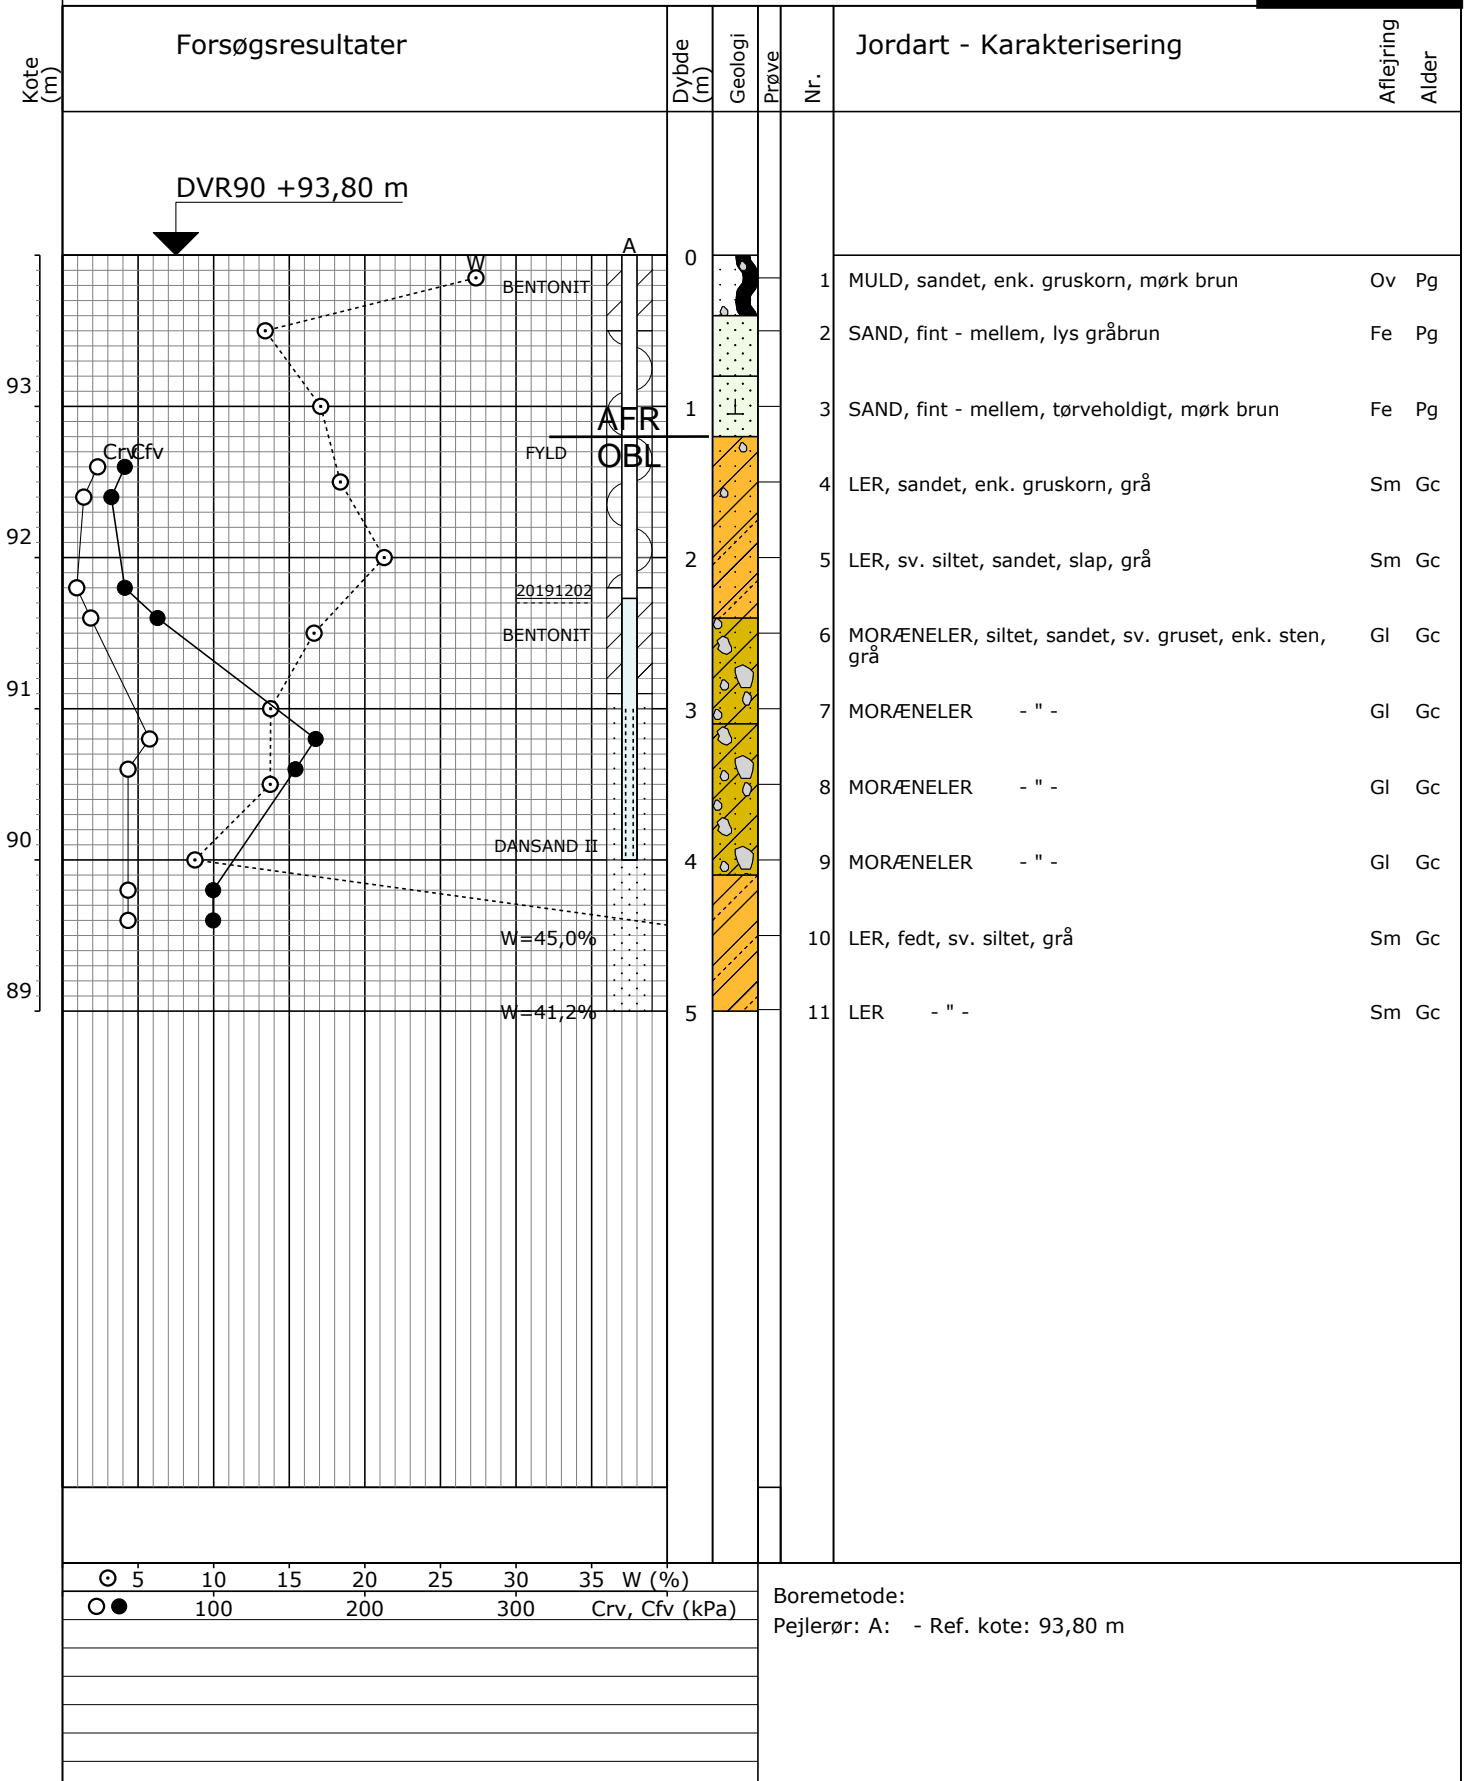 Kote (m)
Forsøgsresultater
Dybde (m)
Geologi
Prøve
Nr.
Jordart - Karakterisering
Aflejring
Alder
DVR90 +93,80 m
A
W
0
BENTONIT
1 MULD, sandet, enk. gruskorn, mørk brun Ov Pg
2 SAND, fint - mellem, lys gråbrun Fe Pg
93
1
3 SAND, fint - mellem, tørveholdigt, mørk brun Fe Pg
AFR
OBL
Crv Cfv
FYLD
4 LER, sandet, enk. gruskorn, grå Sm Gc
92
2
5 LER, sv. siltet, sandet, slap, grå Sm Gc
20191202
BENTONIT
6 MORÆNELER, siltet, sandet, sv. gruset, enk. sten, Gl Gc
grå
91
3
7 MORÆNELER - " - Gl Gc
8 MORÆNELER - " - Gl Gc
90
DANSAND II
4
9 MORÆNELER - " - Gl Gc
W=45,0%
10 LER, fedt, sv. siltet, grå Sm Gc
89
W=41,2%
5
11 LER - " - Sm Gc
5 10 15 20 25 30 35 W (%)
100 200 300 Crv, Cfv (kPa)
Boremetode:
Pejlerør: A: - Ref. kote: 93,80 m